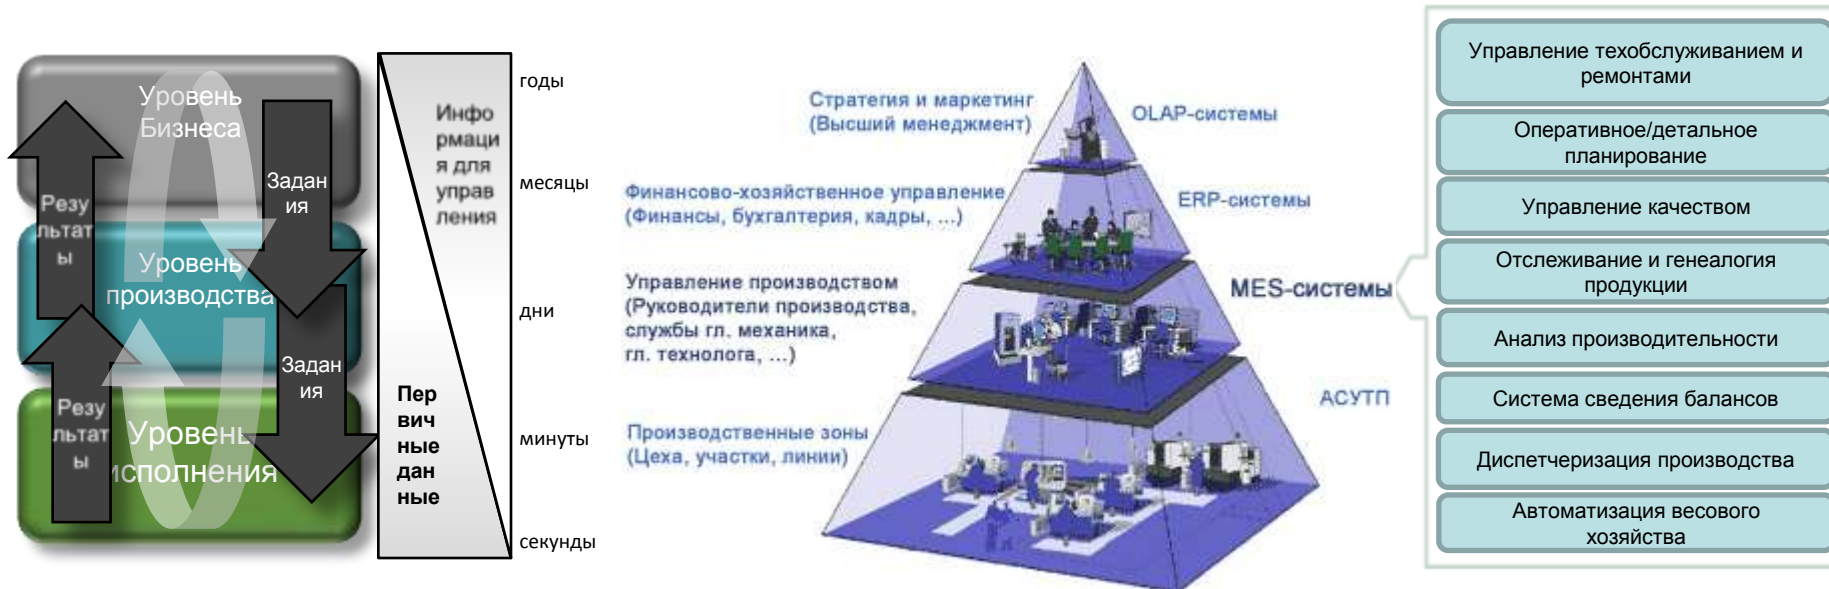 Уровень
Бизнеса
Резу
льтат
ы
Задан
ия
Уровень
производства
Резу
льтат
ы
Задан
ия
Уровень
исполнения
Инфо
рмаци
я для
управ
ления
Пер
вич
ные
дан
ные
годы
месяцы
дни
минуты
секунды
Стратегия и маркетинг
(Высший менеджмент)
OLAP-системы
Финансово-хозяйственное управление
(Финансы, бухгалтерия, кадры, ...)
ERP-системы
Управление производством
(Руководители производства,
службы гл. механика,
гл. технолога, ...)
MES-системы
Производственные зоны
(Цеха, участки, линии)
АСУТП
Управление техобслуживанием и
ремонтами
Оперативное/детальное
планирование
Управление качеством
Отслеживание и генеалогия
продукции
Анализ производительности
Система сведения балансов
Диспетчеризация производства
Автоматизация весового
хозяйства